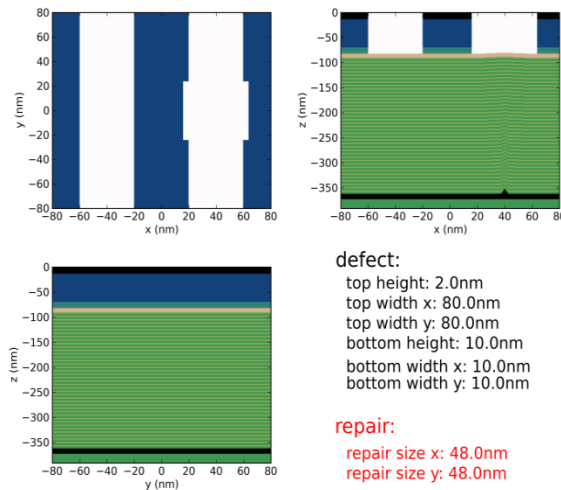 80
60
40
20
0
−20
−40
−60
−80
y (nm)
−80 −60 −40 −20 0 20 40 60 80
x (nm)
0
−50
−100
−150
−200
−250
−300
−350
z (nm)
−80 −60 −40 −20 0 20 40 60 80
x (nm)
0
−50
−100
−150
−200
−250
−300
−350
z (nm)
−80 −60 −40 −20 0 20 40 60 80
y (nm)
defect:
top height: 2.0nm
top width x: 80.0nm
top width y: 80.0nm
bottom height: 10.0nm
bottom width x: 10.0nm
bottom width y: 10.0nm
repair:
repair size x: 48.0nm
repair size y: 48.0nm